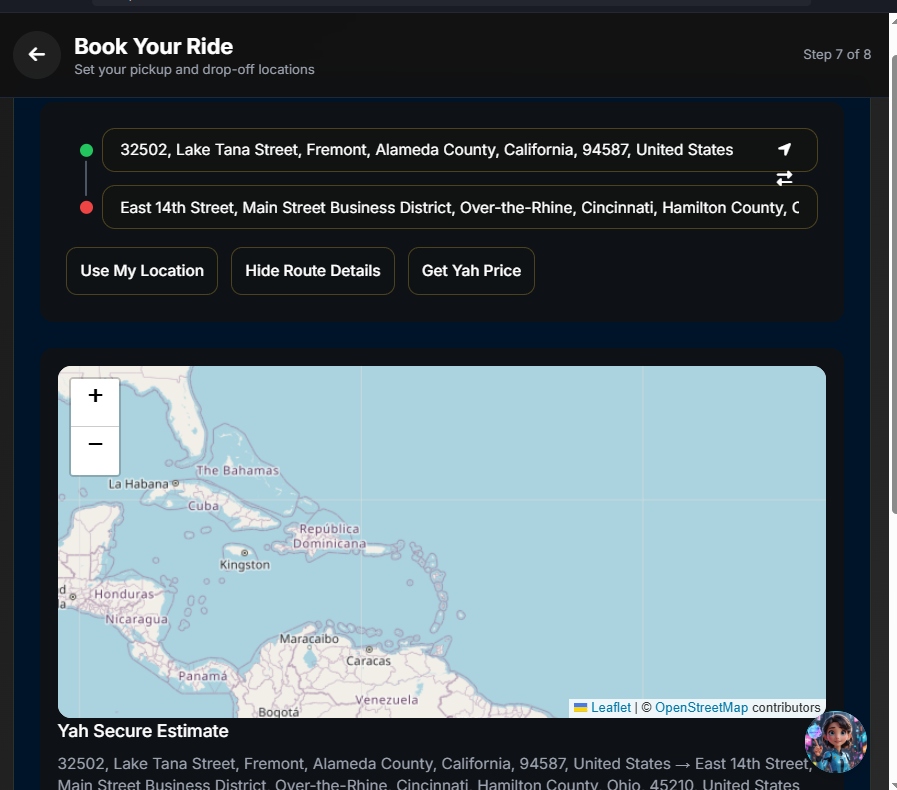 Book Your Ride
Set your pickup and drop-off locations
Step 7 of 8
32502, Lake Tana Street, Fremont, Alameda County, California, 94587, United States
East 14th Street, Main Street Business District, Over-the-Rhine, Cincinnati, Hamilton County,
Use My Location
Hide Route Details
Get Yah Price
+
−
The Bahamas
La Habana
Cuba
República
Dominicana
Kingston
Honduras
Nicaragua
Maracaibo
Caracas
Panamá
Venezuela
Bogotá
Leaflet | © OpenStreetMap contributors
Yah Secure Estimate
32502, Lake Tana Street, Fremont, Alameda County, California, 94587, United States → East 14th Street,
Main Street Business District, Over-the-Rhine, Cincinnati, Hamilton County, Ohio, 45210, United States